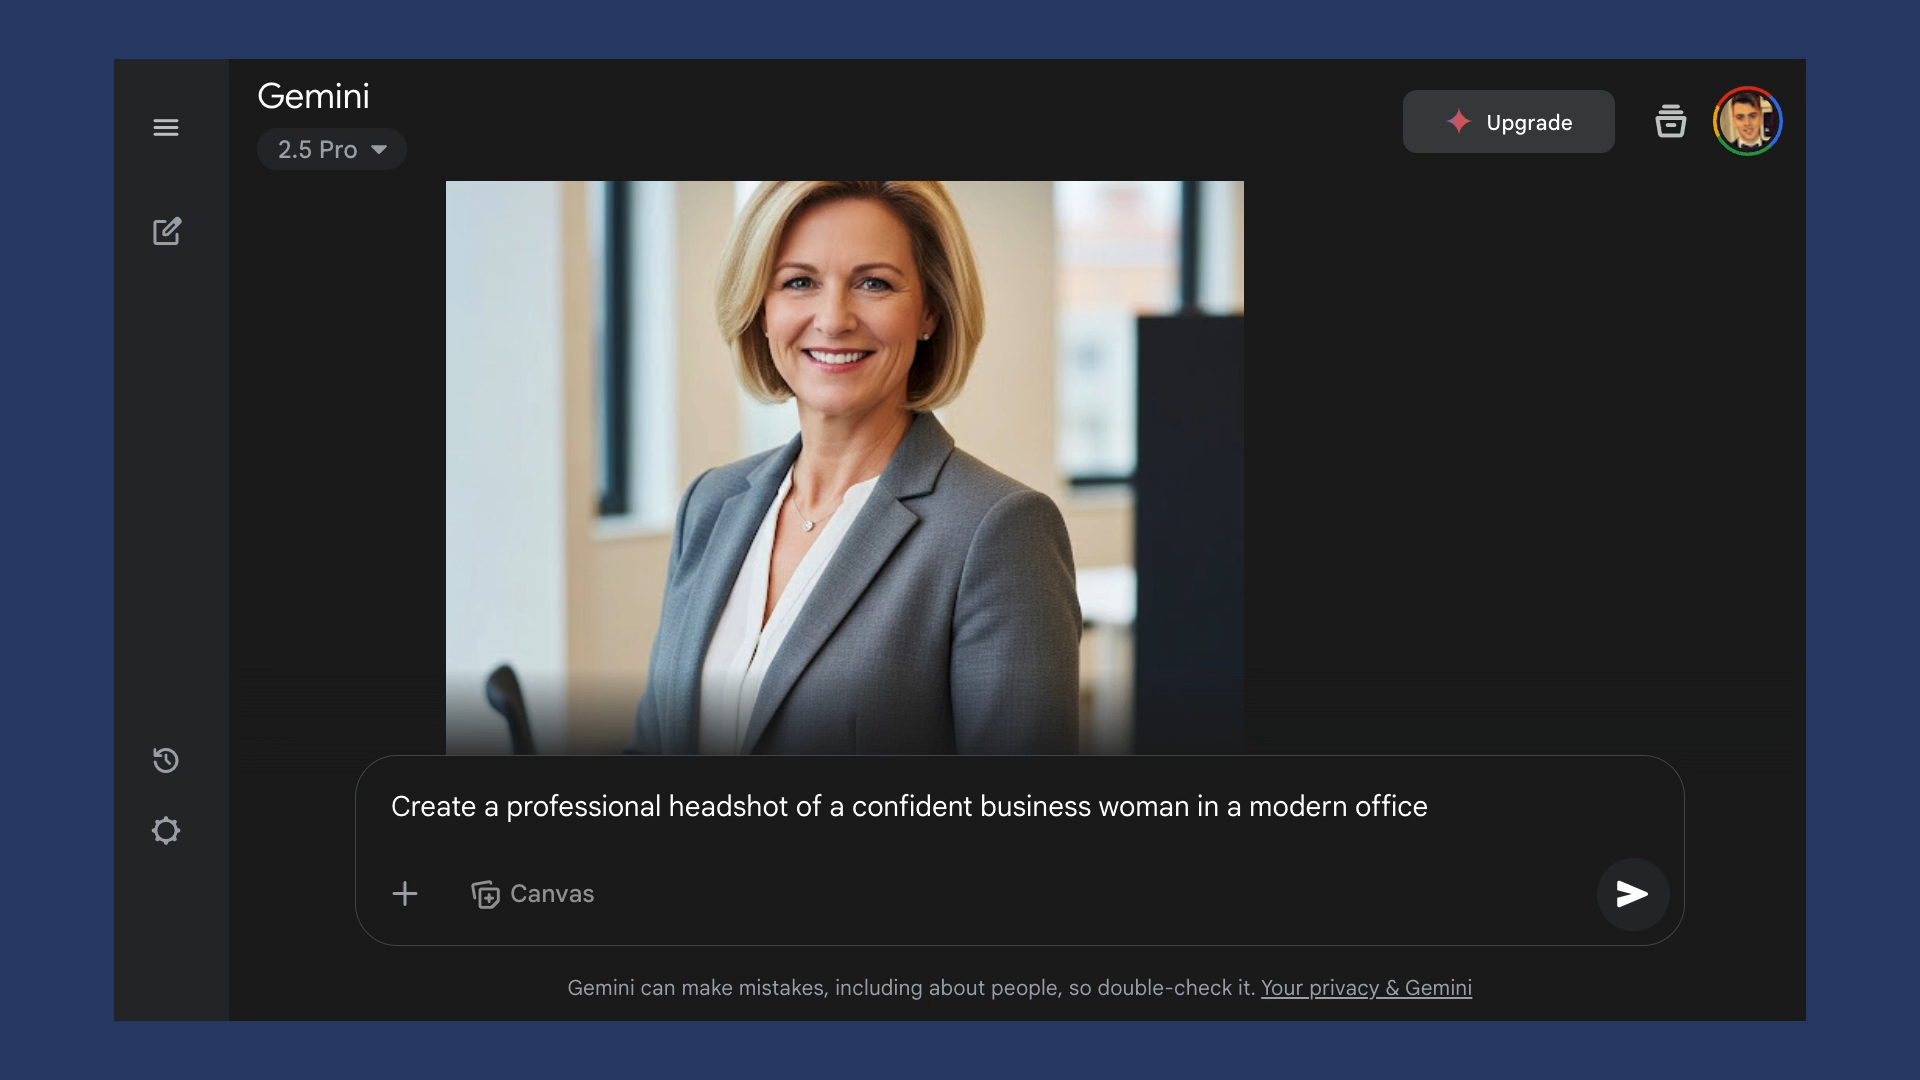 Gemini
2.5 Pro
Upgrade
Create a professional headshot of a confident business woman in a modern office
Canvas
Gemini can make mistakes, including about people, so double-check it. Your privacy & Gemini